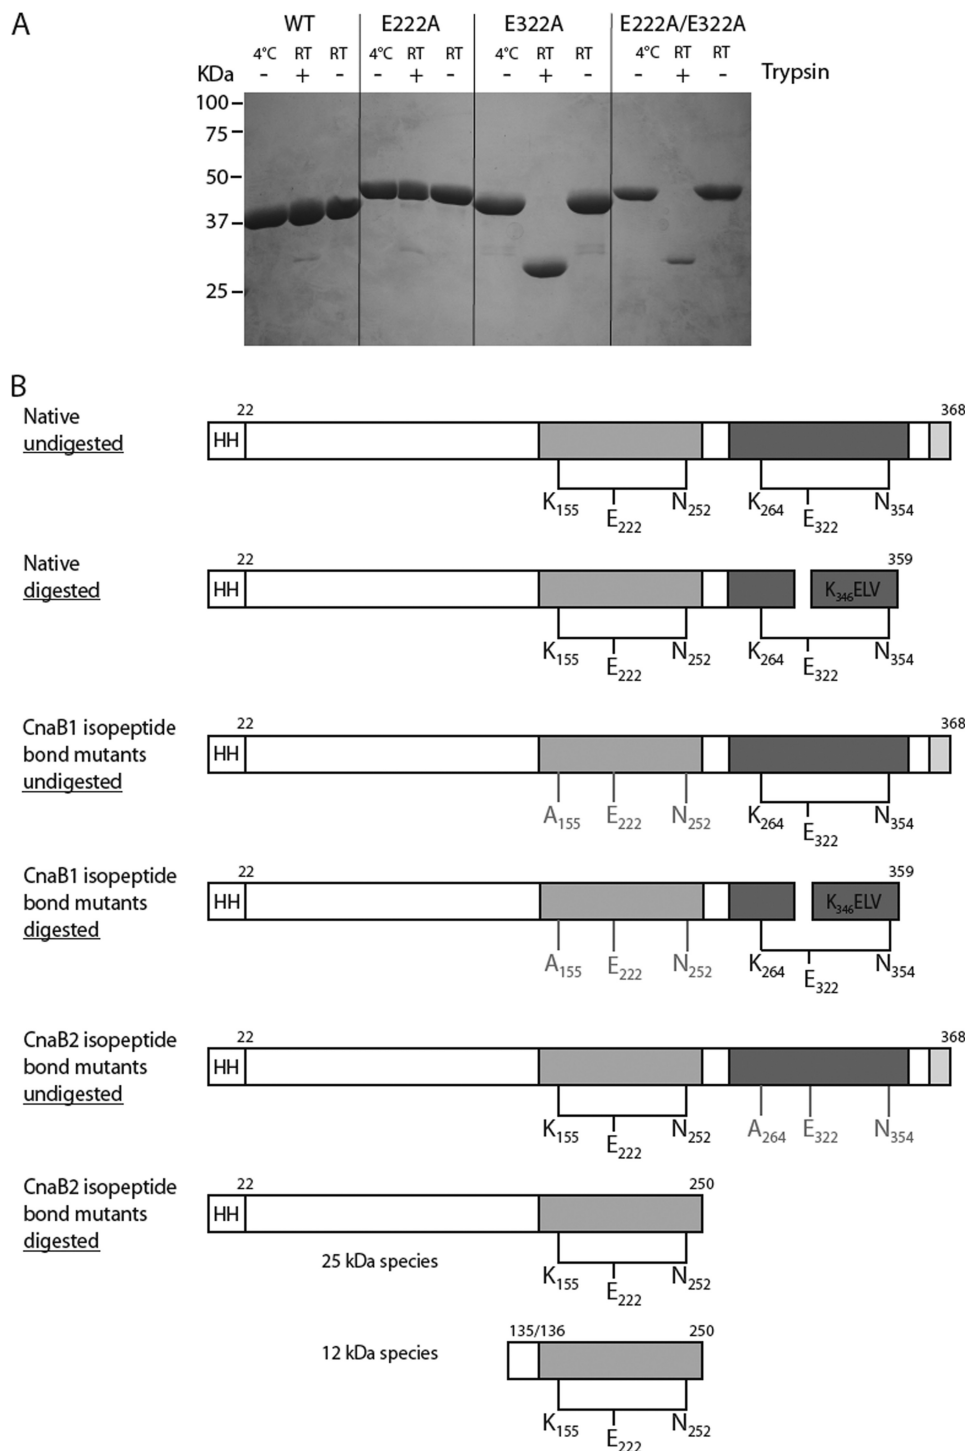 A
WT E222A E322A E222A/E322A
4°C RT RT 4°C RT RT 4°C RT RT 4°C RT RT
KDa - + - - + - - + - - + - Trypsin
100
75
50
37
25
B
Native
undigested
22 368
HH
K155 E222 N252 K264 E322 N354
Native
digested
22 359
HH K346ELV
K155 E222 N252 K264 E322 N354
CnaB1 isopeptide
bond mutants
undigested
22 368
HH
A155 E222 N252 K264 E322 N354
CnaB1 isopeptide
bond mutants
digested
22 359
HH K346ELV
A155 E222 N252 K264 E322 N354
CnaB2 isopeptide
bond mutants
undigested
22 368
HH
K155 E222 N252 A264 E322 N354
CnaB2 isopeptide
bond mutants
digested
22 250
HH
25 kDa species
K155 E222 N252
135/136 250
12 kDa species
K155 E222 N252